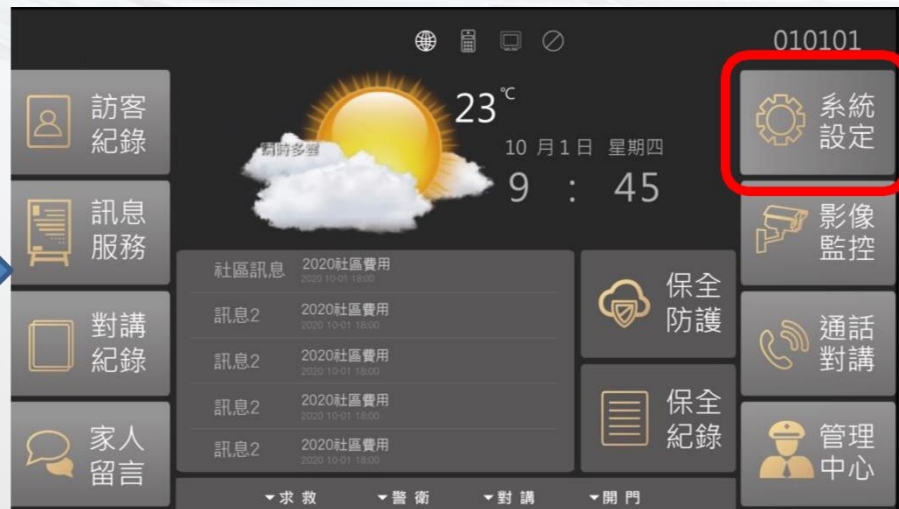 010101
訪客
紀錄
訊息
服務
對講
紀錄
家人
留言
23℃
10 月 1 日 星期四
9 : 45
社區訊息 2020社區費用
2020 10-01 18:00
訊息2 2020社區費用
2020 10-01 18:00
訊息2 2020社區費用
2020 10-01 18:00
訊息2 2020社區費用
2020 10-01 18:00
訊息2 2020社區費用
2020 10-01 18:00
保全
防護
保全
紀錄
系統
設定
影像
監控
通話
對講
管理
中心
求 救 警 衛 對 講 開 門